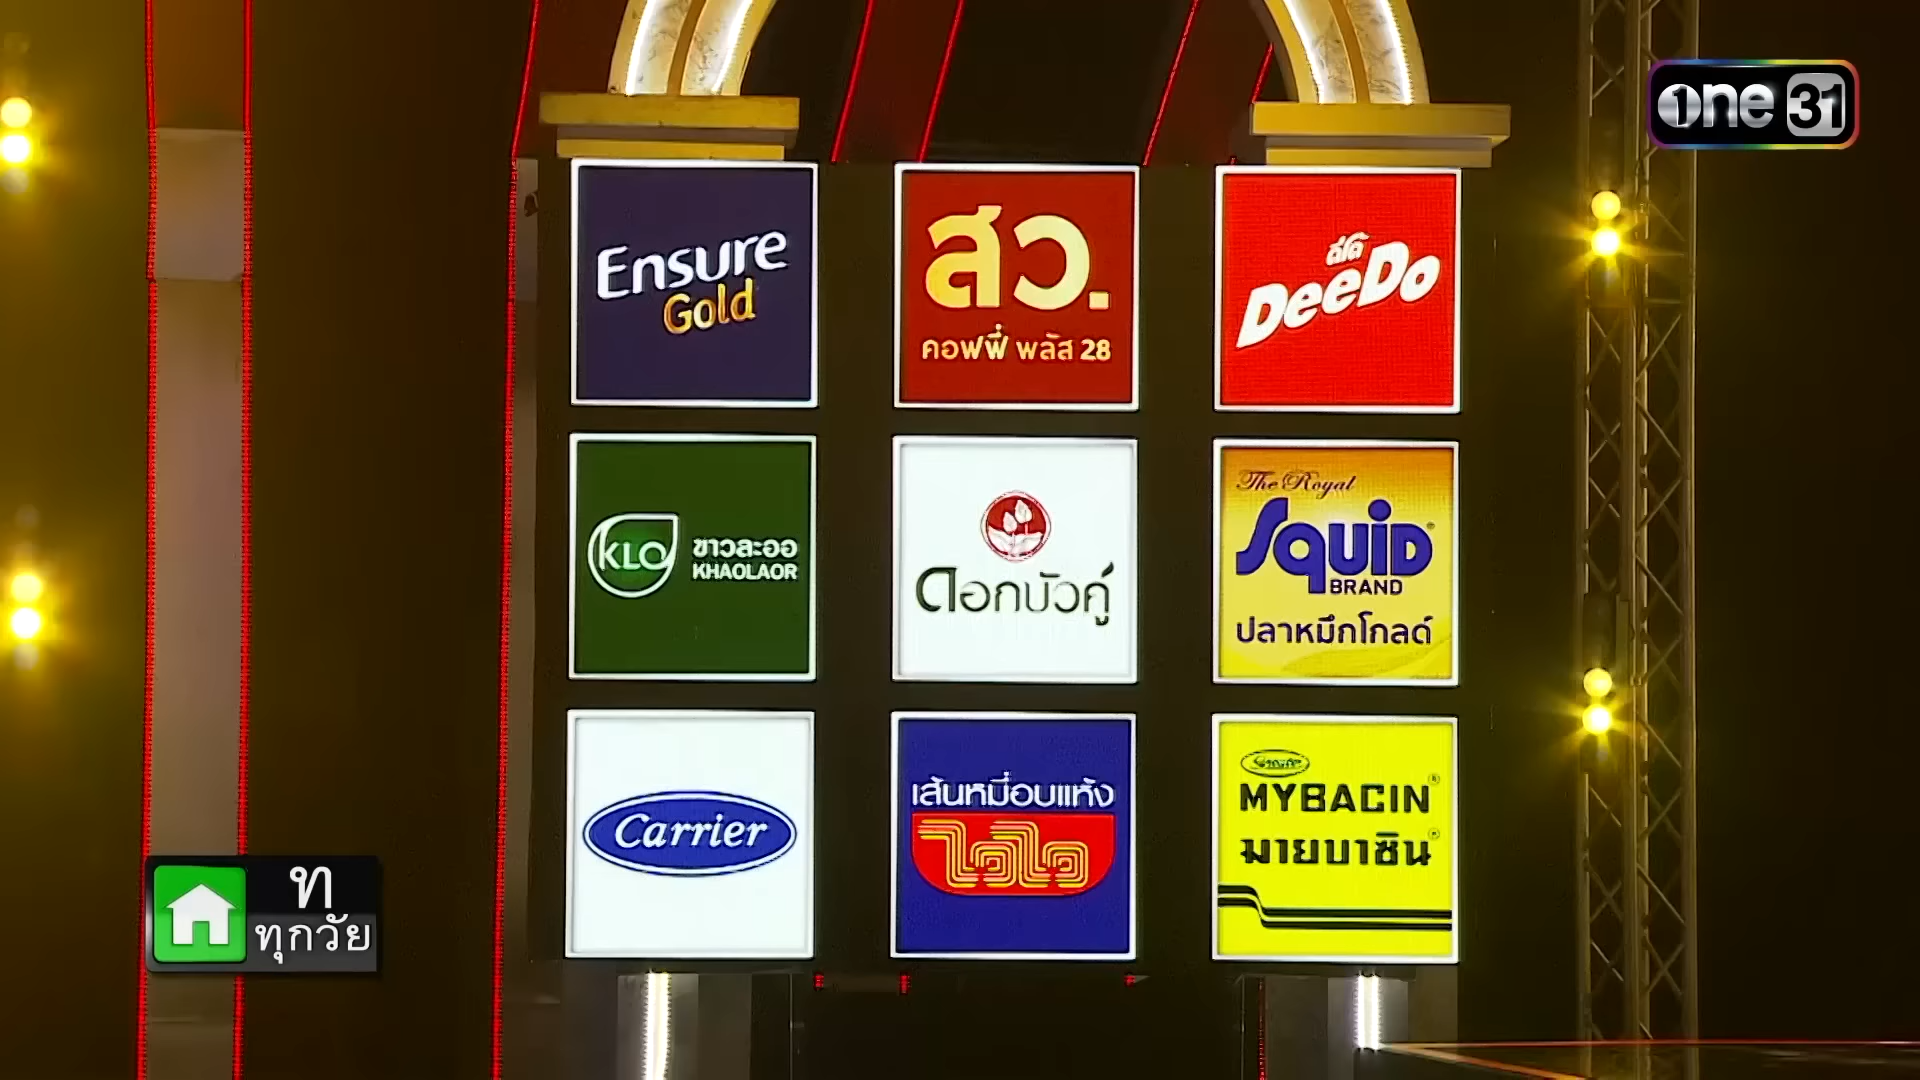 one 31
Ensure
Gold
สว.
คอฟฟี่ พลัส 28
ดีโด้
DeeDo
KLO
ขาวละออ
KHAOLAOR
ดอกบัวคู่
The Royal
Squid
BRAND
ปลาหมึกโกลด์
Carrier
เส้นหมี่อบแห้ง
ไวไว
MYBACIN
มายบาซิน
ท
ทุกวัย